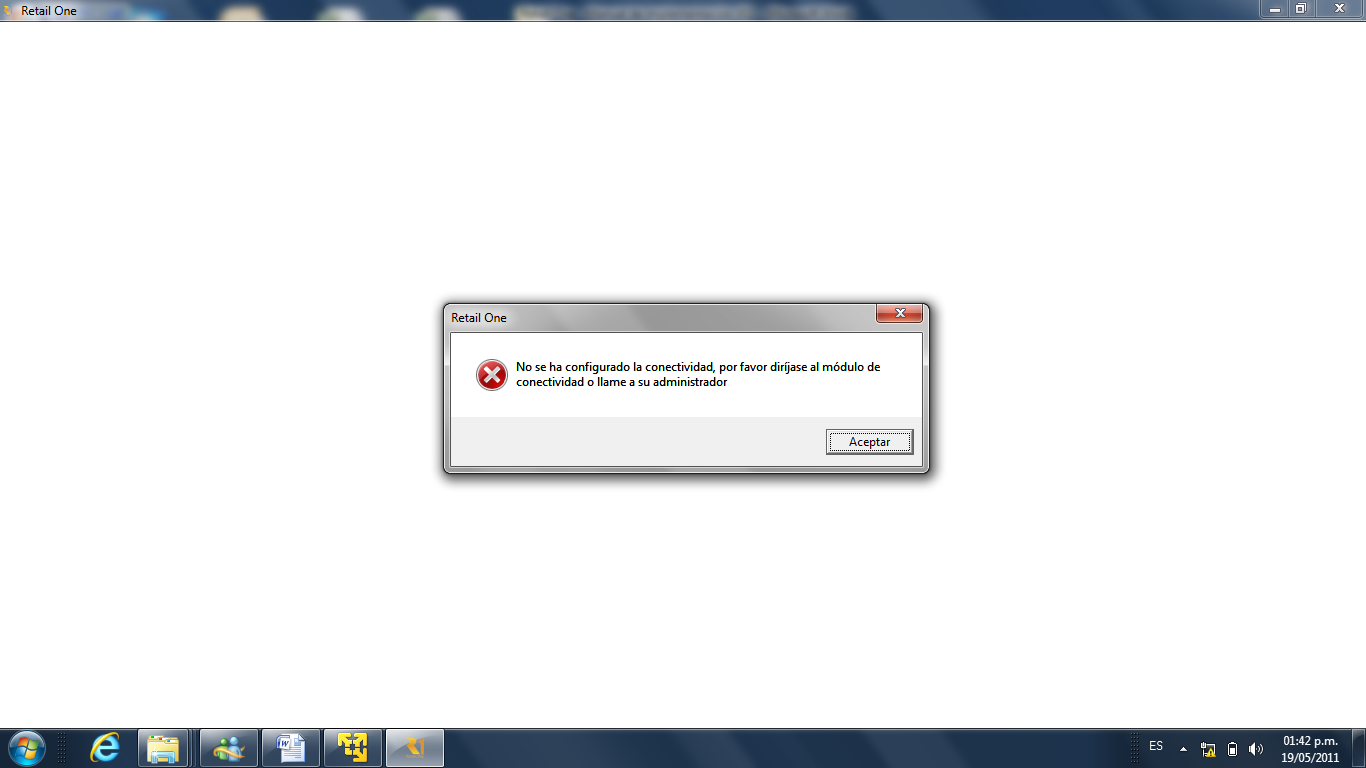 Retail One
Retail One
No se ha configurado la conectividad, por favor diríjase al módulo de
conectividad o llame a su administrador
Aceptar
ES
01:42 p.m.
19/05/2011